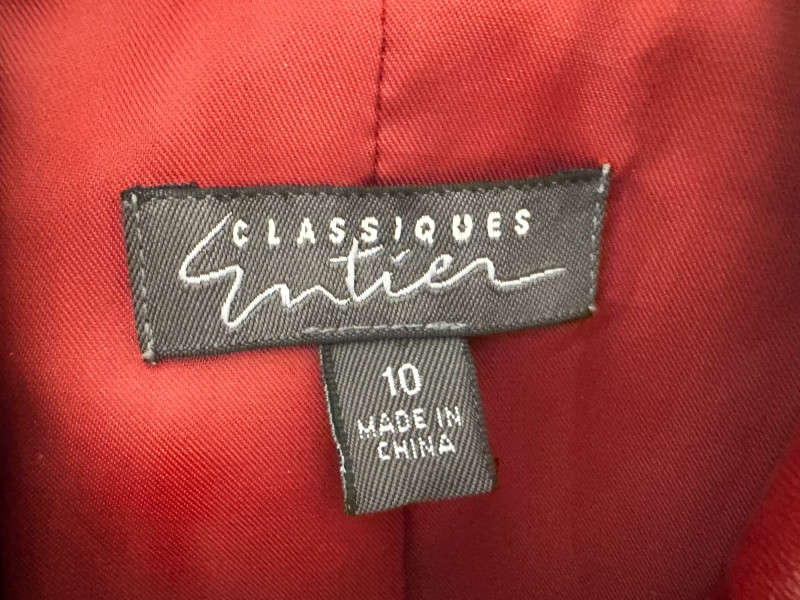 CLASSIQUES
Entier
10
MADE IN
CHINA